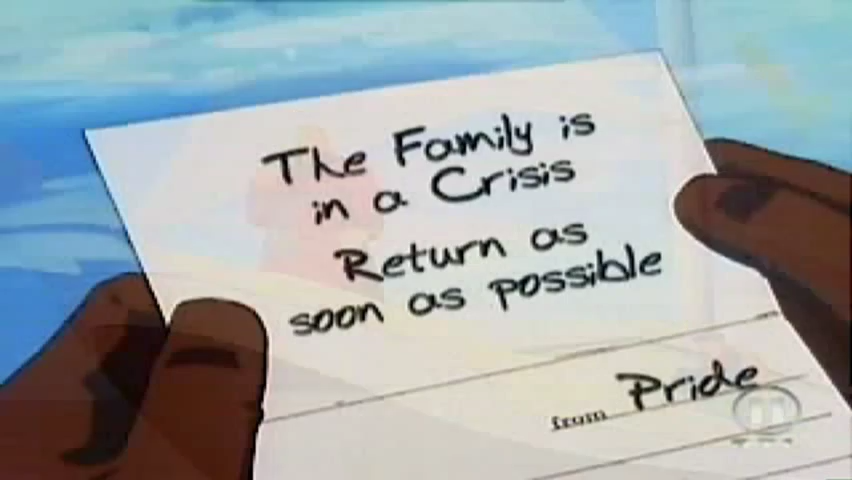 The Family is
in a Crisis
Return as
soon as possible
from Pride